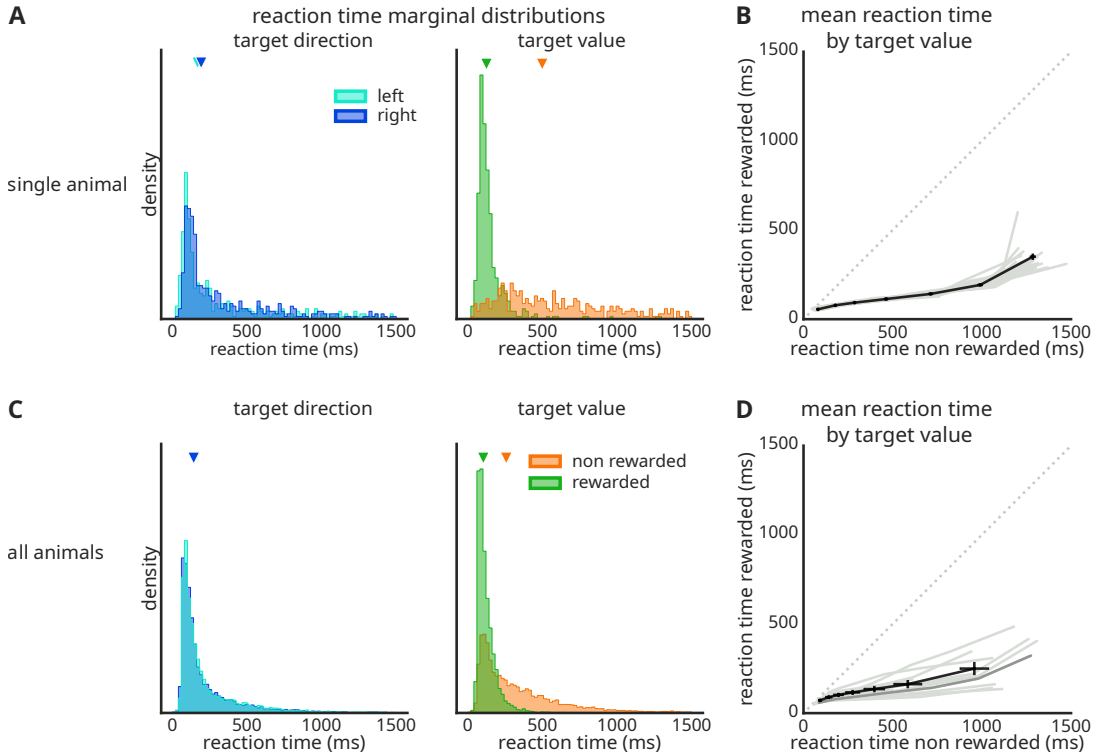 A
reaction time marginal distributions
target direction
target value
left
right
single animal
density
0
500
1000
1500
reaction time (ms)
0
500
1000
1500
reaction time (ms)
B
mean reaction time
by target value
1500
1000
500
0
reaction time rewarded (ms)
0
500
1000
1500
reaction time non rewarded (ms)
C
target direction
target value
non rewarded
rewarded
all animals
density
0
500
1000
1500
reaction time (ms)
0
500
1000
1500
reaction time (ms)
D
mean reaction time
by target value
1500
1000
500
0
reaction time rewarded (ms)
0
500
1000
1500
reaction time non rewarded (ms)